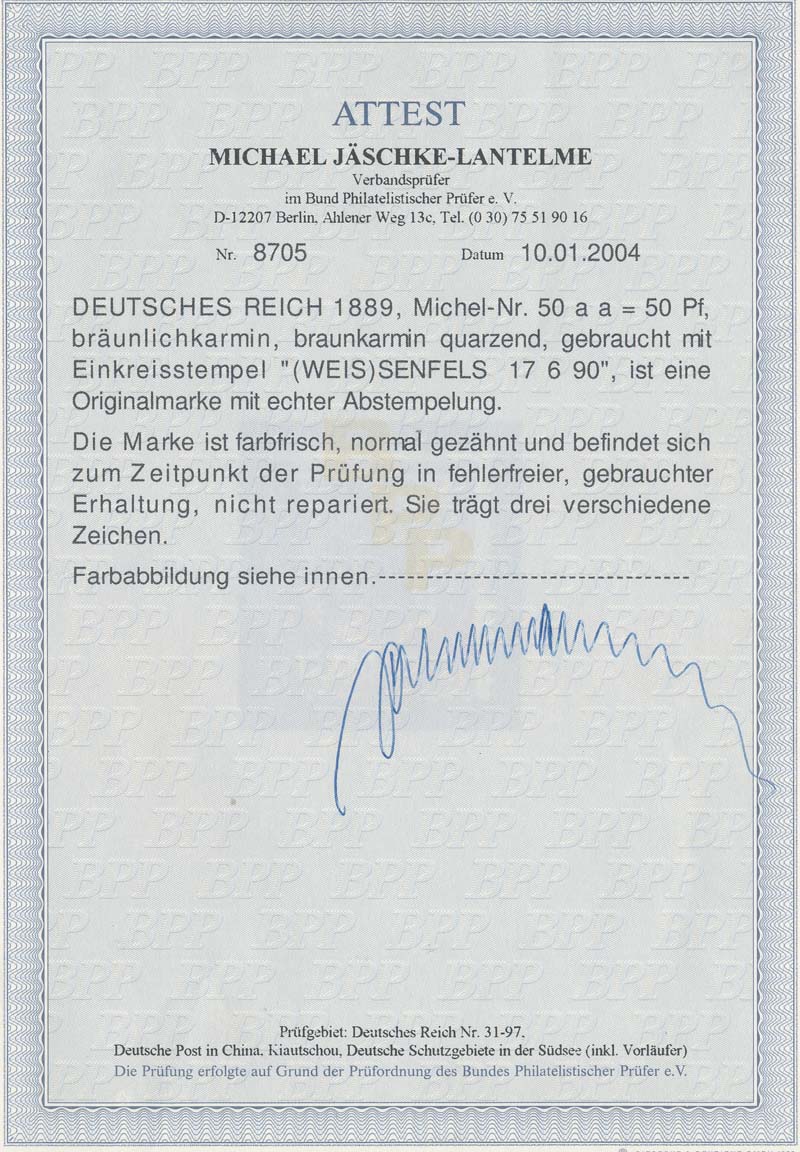 ATTEST
MICHAEL JÄSCHKE-LANTELME
Verbandsprüfer
im Bund Philatelistischer Prüfer e. V.
D-12207 Berlin, Ahlener Weg 13c, Tel. (0 30) 75 51 90 16
Nr. 8705 Datum 10.01.2004
DEUTSCHES REICH 1889, Michel-Nr. 50 a a = 50 Pf,
bräunlichkarmin, braunkarmin quarzend, gebraucht mit
Einkreisstempel "(WEIS)SENFELS 17 6 90", ist eine
Originalmarke mit echter Abstempelung.
Die Marke ist farbfrisch, normal gezähnt und befindet sich
zum Zeitpunkt der Prüfung in fehlerfreier, gebrauchter
Erhaltung, nicht repariert. Sie trägt drei verschiedene
Zeichen.
Farbabbildung siehe innen.---------------------------------
Prüfgebiet: Deutsches Reich Nr. 31-97,
Deutsche Post in China, Kiautschou, Deutsche Schutzgebiete in der Südsee (inkl. Vorläufer)
Die Prüfung erfolgte auf Grund der Prüfordnung des Bundes Philatelistischer Prüfer e.V.